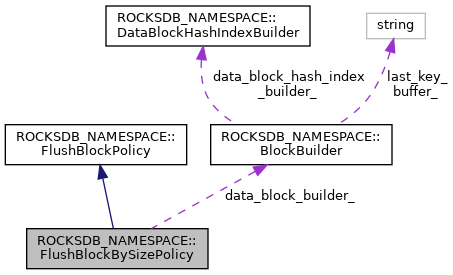 ROCKSDB_NAMESPACE::
DataBlockHashIndexBuilder
string
data_block_hash_index
_builder_
last_key_
buffer_
ROCKSDB_NAMESPACE::
FlushBlockPolicy
ROCKSDB_NAMESPACE::
BlockBuilder
data_block_builder_
ROCKSDB_NAMESPACE::
FlushBlockBySizePolicy